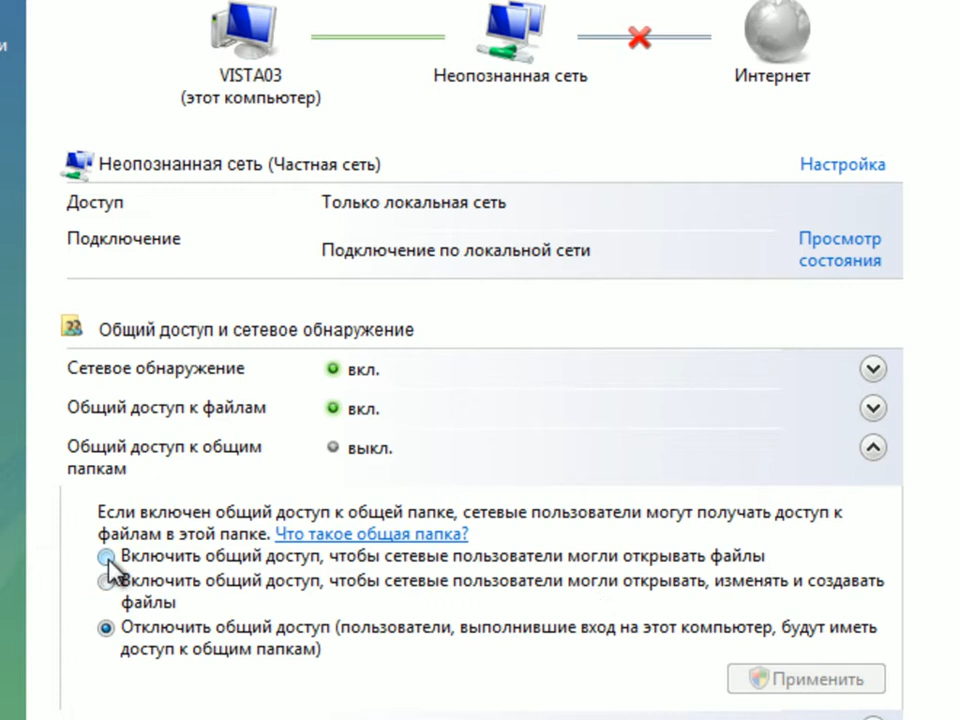 и
VISTA03
(этот компьютер)
Неопознанная сеть
Интернет
Неопознанная сеть (Частная сеть)
Настройка
Доступ
Только локальная сеть
Подключение
Подключение по локальной сети
Просмотр
состояния
Общий доступ и сетевое обнаружение
Сетевое обнаружение
вкл.
Общий доступ к файлам
вкл.
Общий доступ к общим
папкам
выкл.
Если включен общий доступ к общей папке, сетевые пользователи могут получать доступ к
файлам в этой папке. Что такое общая папка?
Включить общий доступ, чтобы сетевые пользователи могли открывать файлы
Включить общий доступ, чтобы сетевые пользователи могли открывать, изменять и создавать
файлы
Отключить общий доступ (пользователи, выполнившие вход на этот компьютер, будут иметь
доступ к общим папкам)
Применить